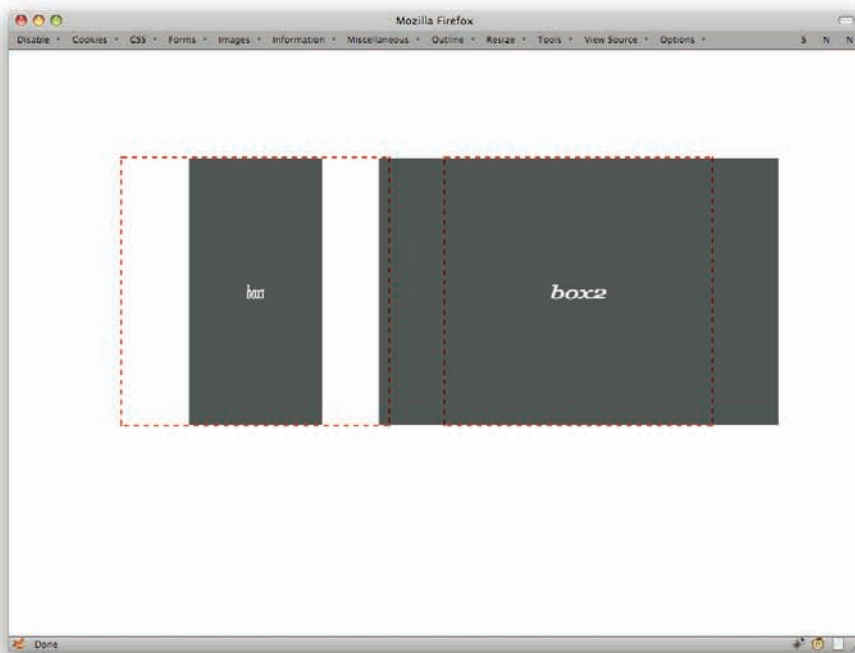 Mozilla Firefox
Disable Cookies CSS Forms Images Information Miscellaneous Outline Resize Tools View Source Options S N N
box1 box2
Done